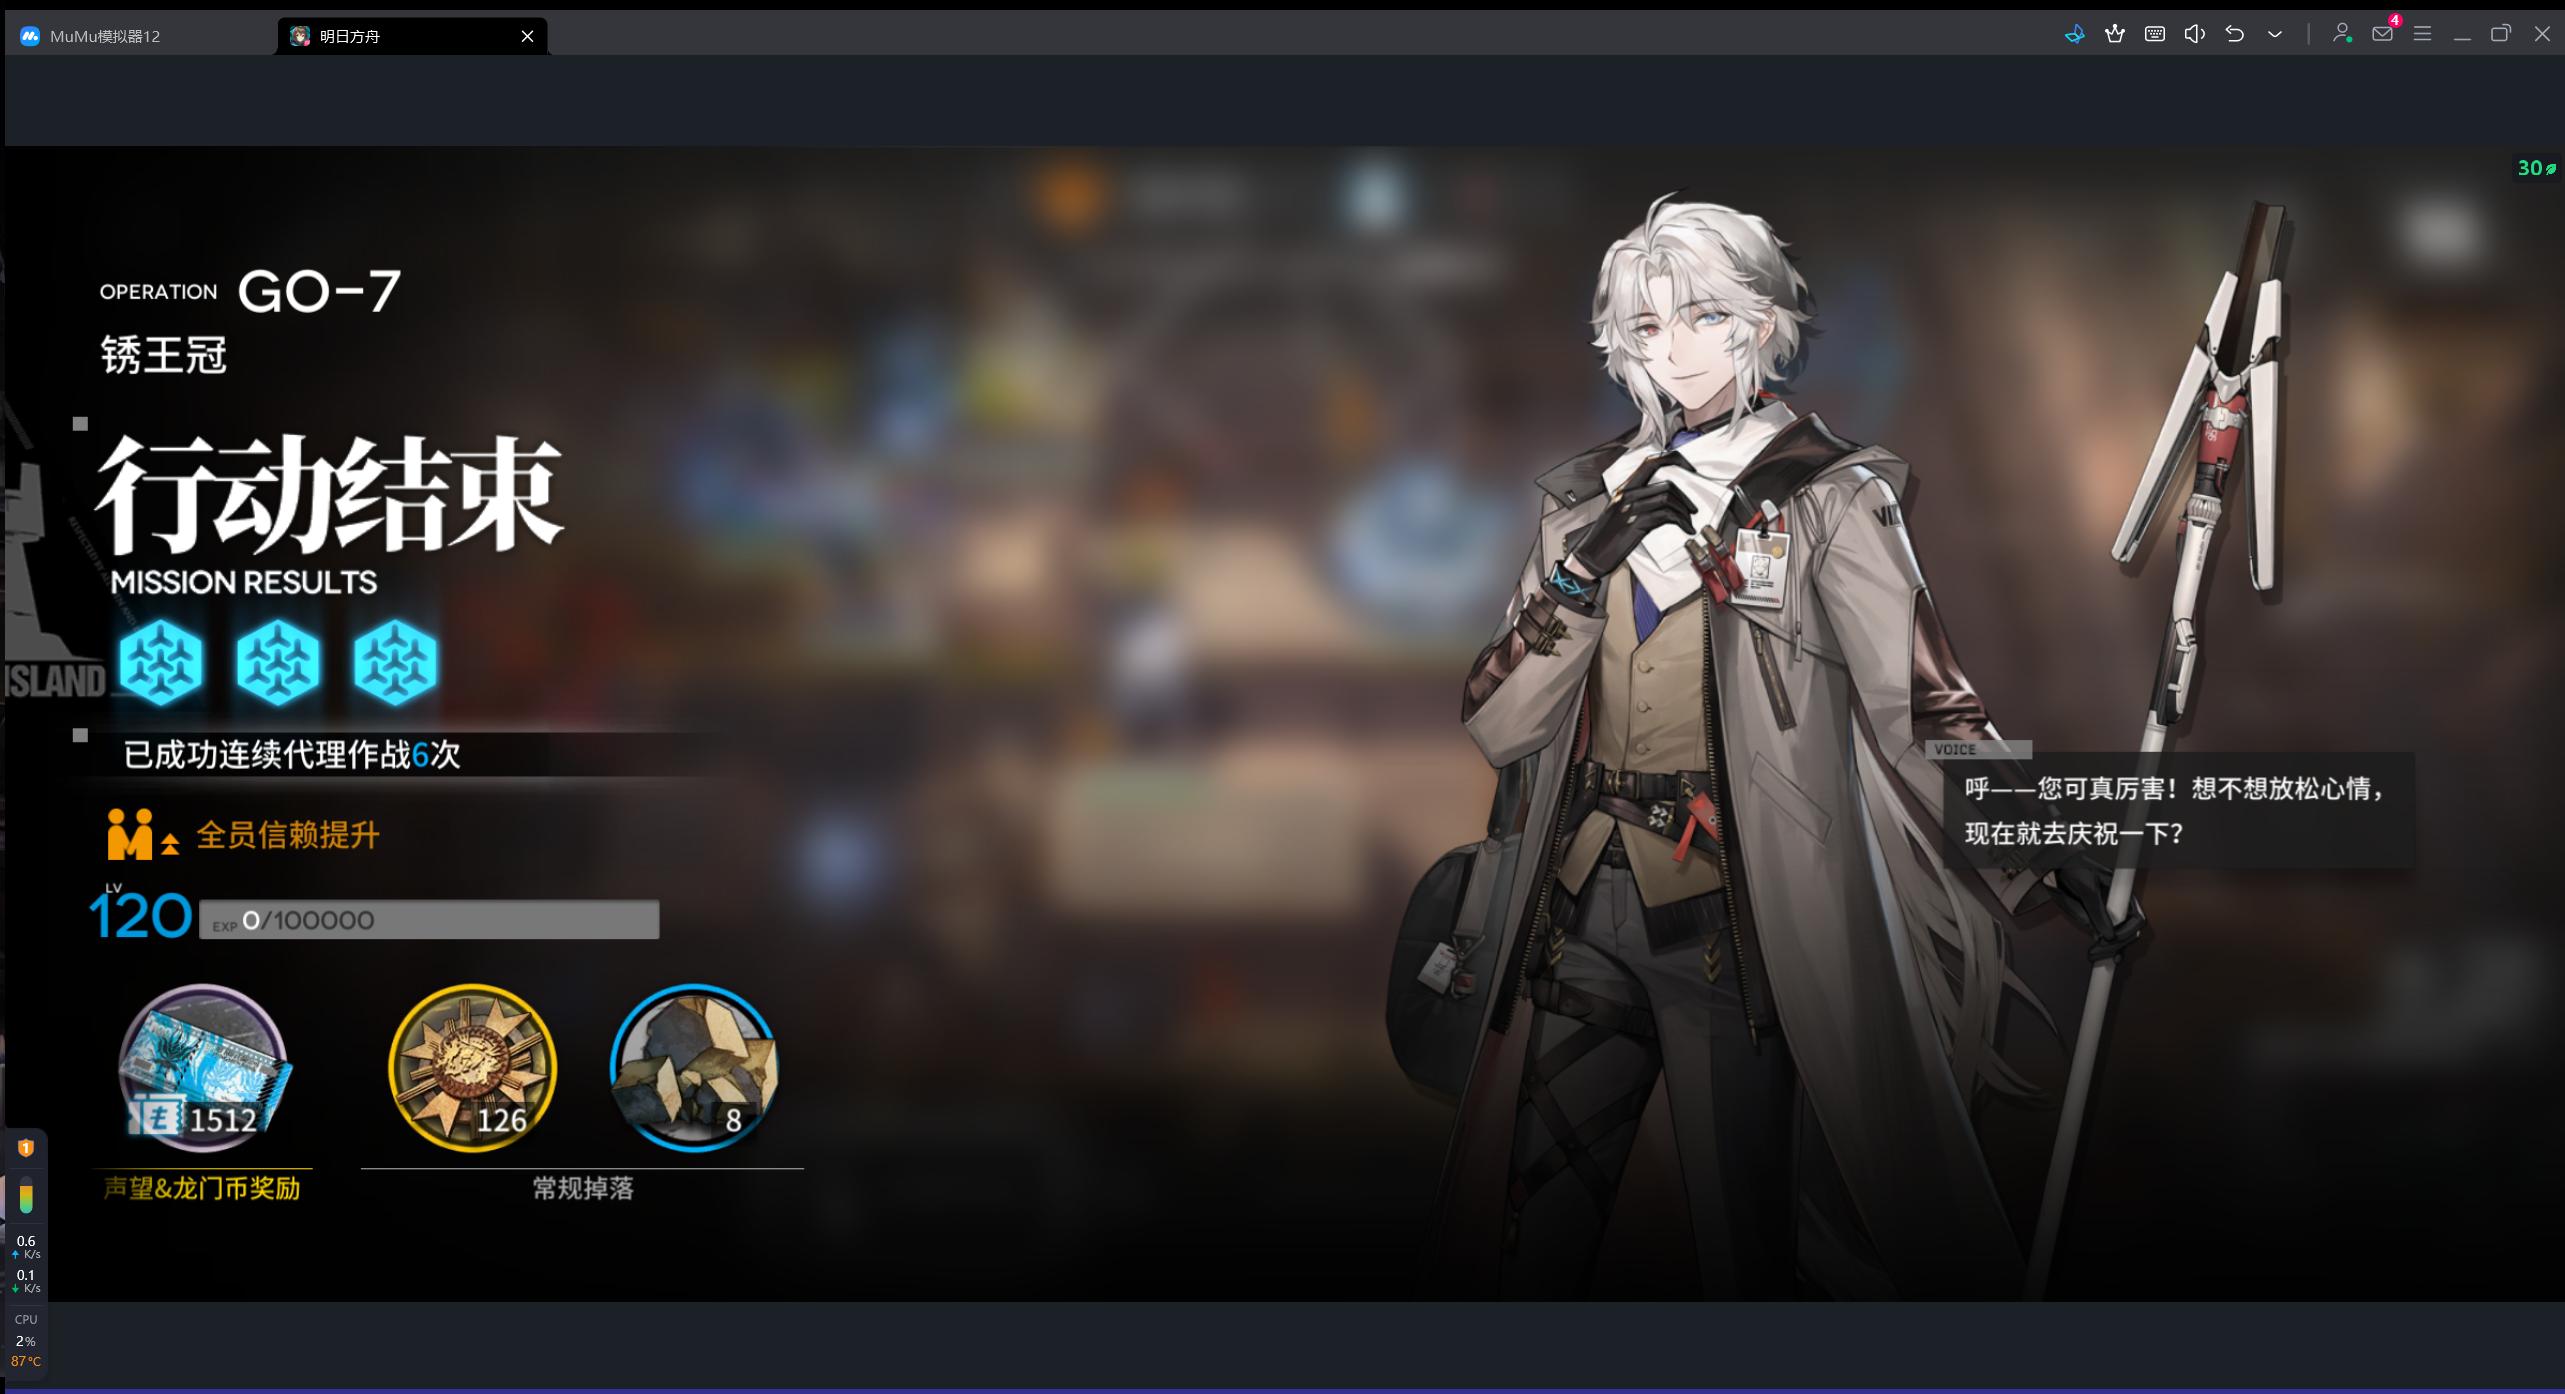 MuMu模拟器12
明日方舟
4
30
OPERATION GO-7
锈王冠
行动结束
MISSION RESULTS
ISLAND
已成功连续代理作战6次
全员信赖提升
LV
120
EXP 0/100000
1512
126
8
声望&龙门币奖励
常规掉落
VOICE
呼——您可真厉害！想不想放松心情，
现在就去庆祝一下？
1
0.6
K/s
0.1
K/s
CPU
2%
87°C